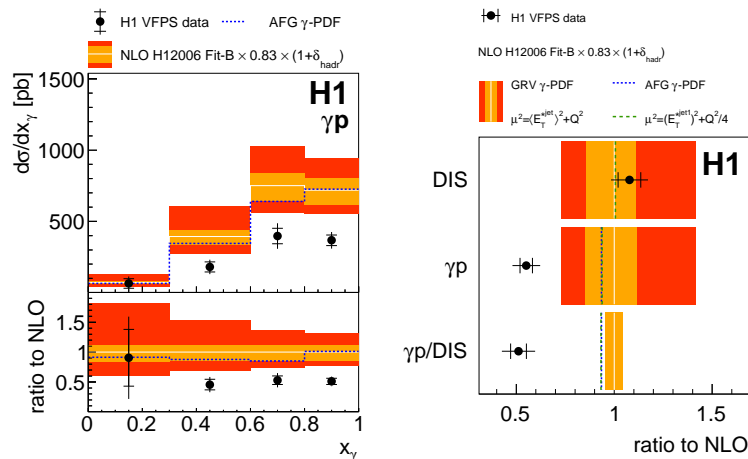 H1 VFPS data
AFG γ-PDF
NLO H12006 Fit-B × 0.83 × (1+δhadr)
dσ/dxγ [pb]
1500
1000
500
H1
γp
ratio to NLO
1.5
1
0.5
0
0.2
0.4
0.6
0.8
1
xγ
H1 VFPS data
NLO H12006 Fit-B × 0.83 × (1+δhadr)
GRV γ-PDF
AFG γ-PDF
μ²=⟨E*jet T⟩²+Q²
μ²=(E*jet1 T)²+Q²/4
H1
DIS
γp
γp/DIS
0.5
1
1.5
ratio to NLO